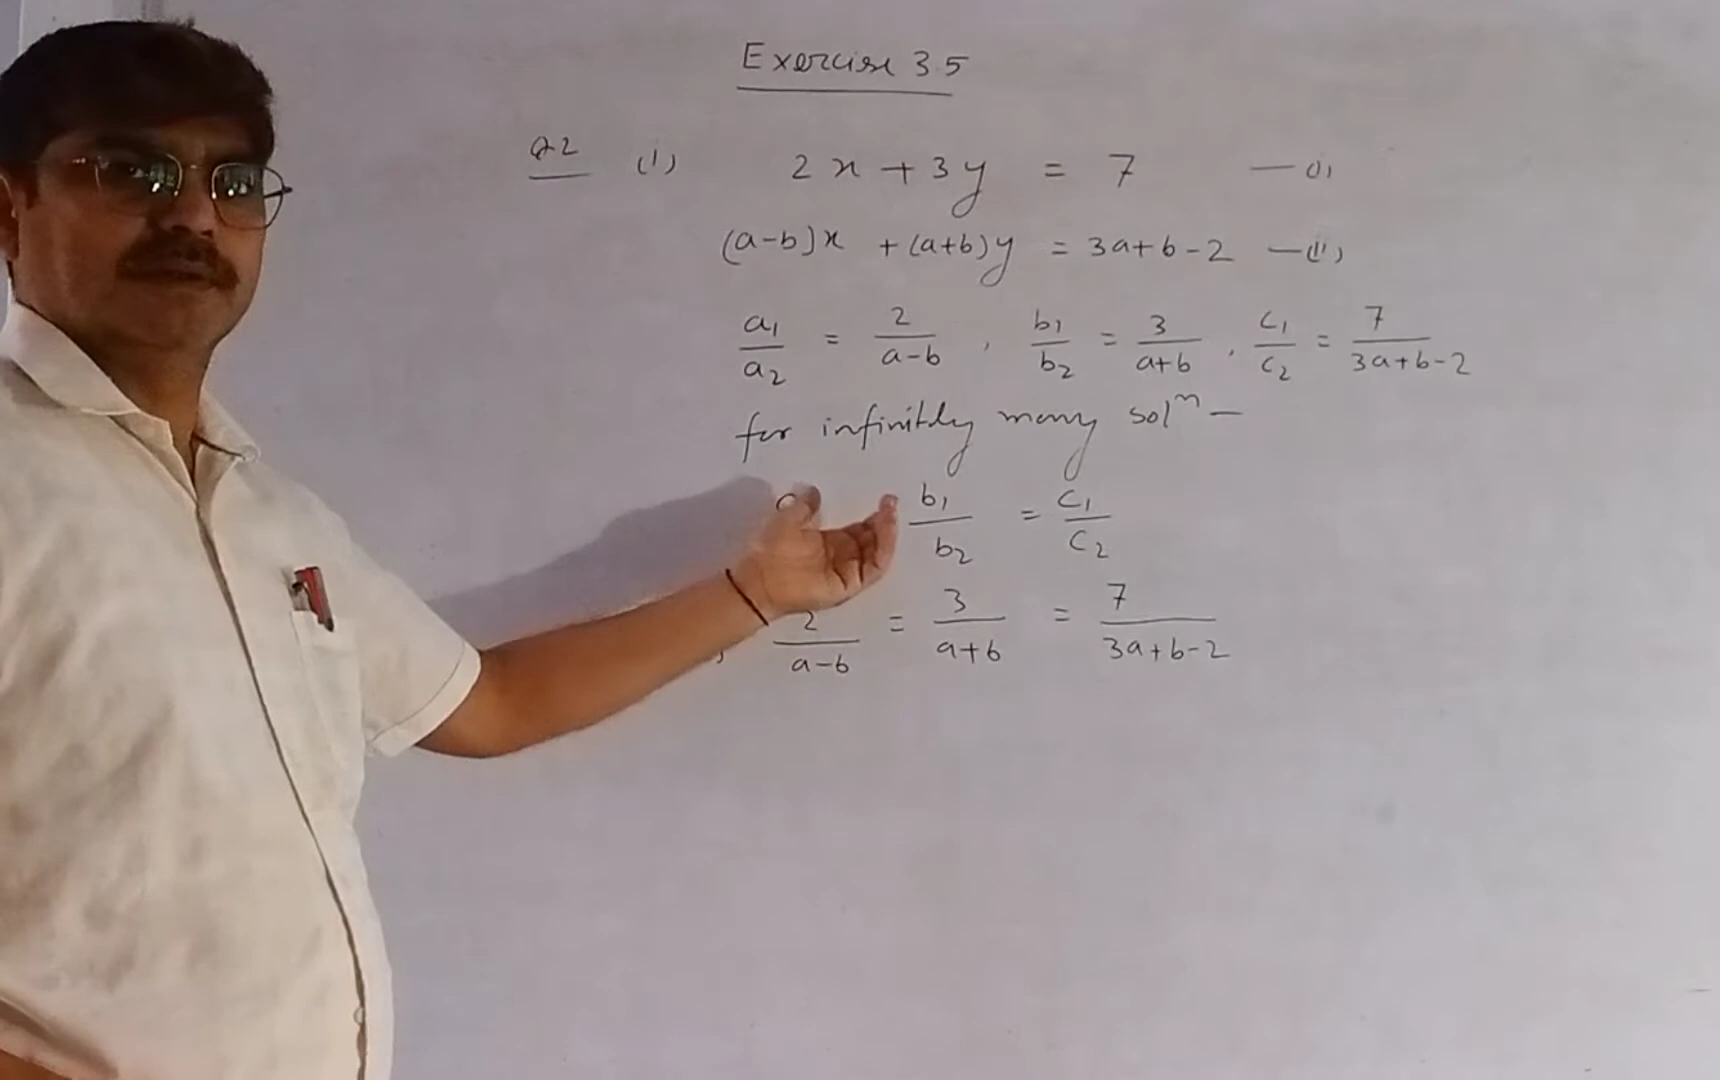 Exercise 3.5
Q2 (i) 2x + 3y = 7 — (i)
(a-b)x + (a+b)y = 3a+b-2 — (ii)
a₁/a₂ = 2/(a-b) , b₁/b₂ = 3/(a+b) , c₁/c₂ = 7/(3a+b-2)
for infinitly many solⁿ —
b₁/b₂ = c₁/c₂
2/(a-b) = 3/(a+b) = 7/(3a+b-2)